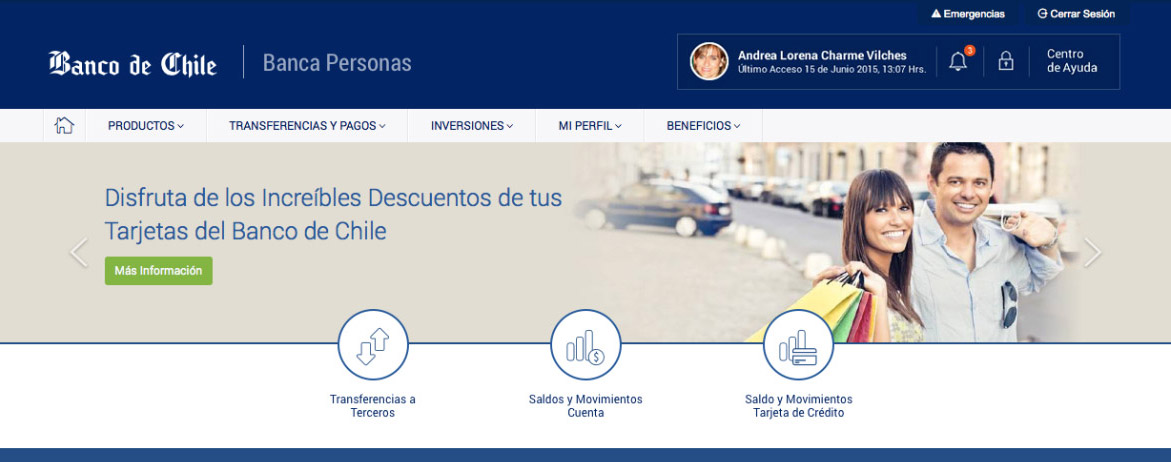 Emergencias
Cerrar Sesión
Banco de Chile
Banca Personas
Andrea Lorena Charme Vilches
Último Acceso 15 de Junio 2015, 13:07 Hrs.
3
Centro
de Ayuda
PRODUCTOS
TRANSFERENCIAS Y PAGOS
INVERSIONES
MI PERFIL
BENEFICIOS
Disfruta de los Increíbles Descuentos de tus
Tarjetas del Banco de Chile
Más Información
$
Transferencias a
Terceros
Saldos y Movimientos
Cuenta
Saldo y Movimientos
Tarjeta de Crédito